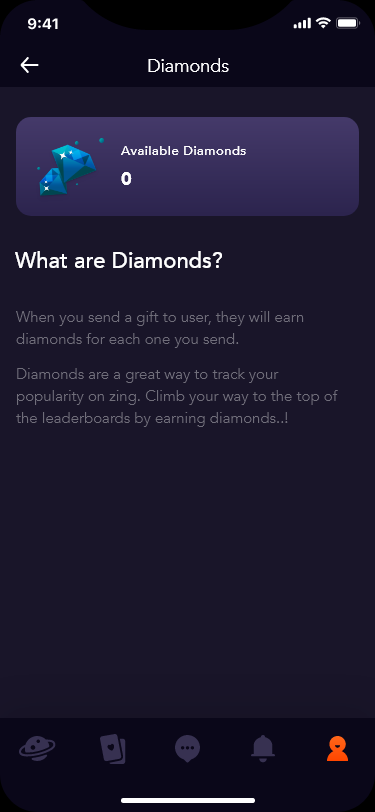 9:41
Diamonds
Available Diamonds
0
What are Diamonds?
When you send a gift to user, they will earn
diamonds for each one you send.
Diamonds are a great way to track your
popularity on zing. Climb your way to the top of
the leaderboards by earning diamonds..!